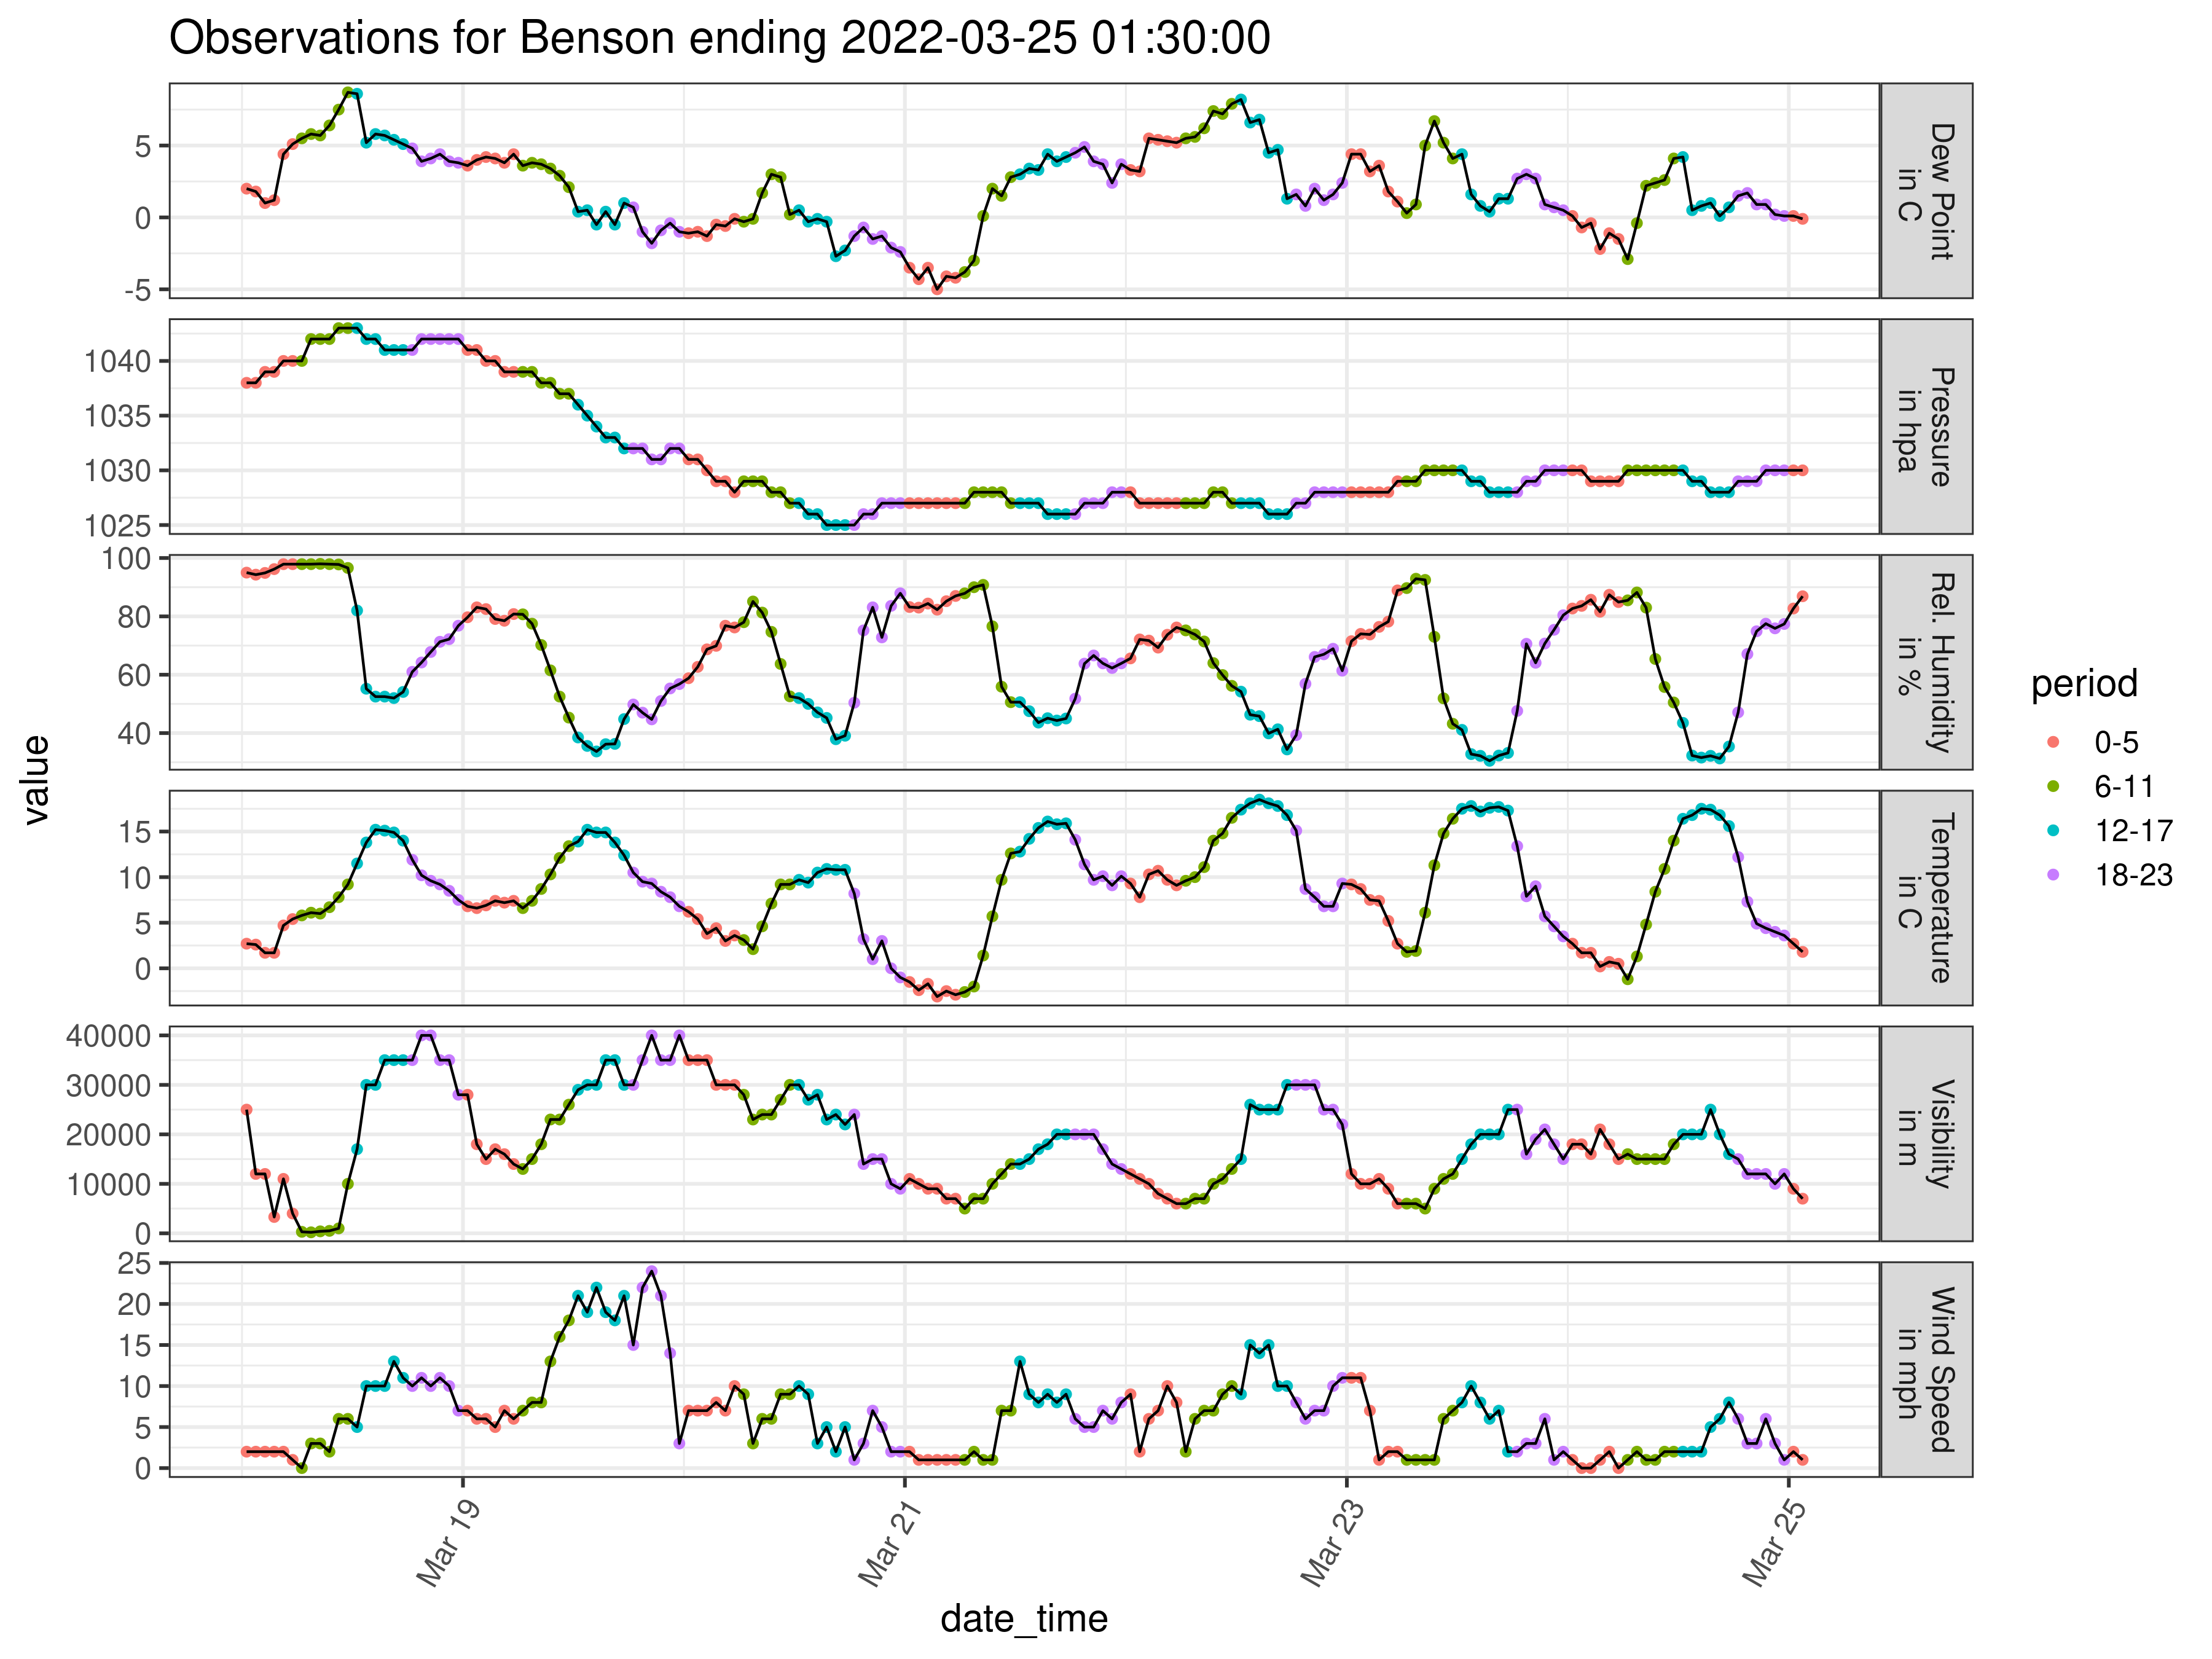 Observations for Benson ending 2022-03-25 01:30:00
value
5
0
-5
Dew Point
in C
1040
1035
1030
1025
Pressure
in hpa
100
80
60
40
Rel. Humidity
in %
15
10
5
0
Temperature
in C
40000
30000
20000
10000
0
Visibility
in m
25
20
15
10
5
0
Wind Speed
in mph
Mar 19
Mar 21
Mar 23
Mar 25
date_time
period
0-5
6-11
12-17
18-23